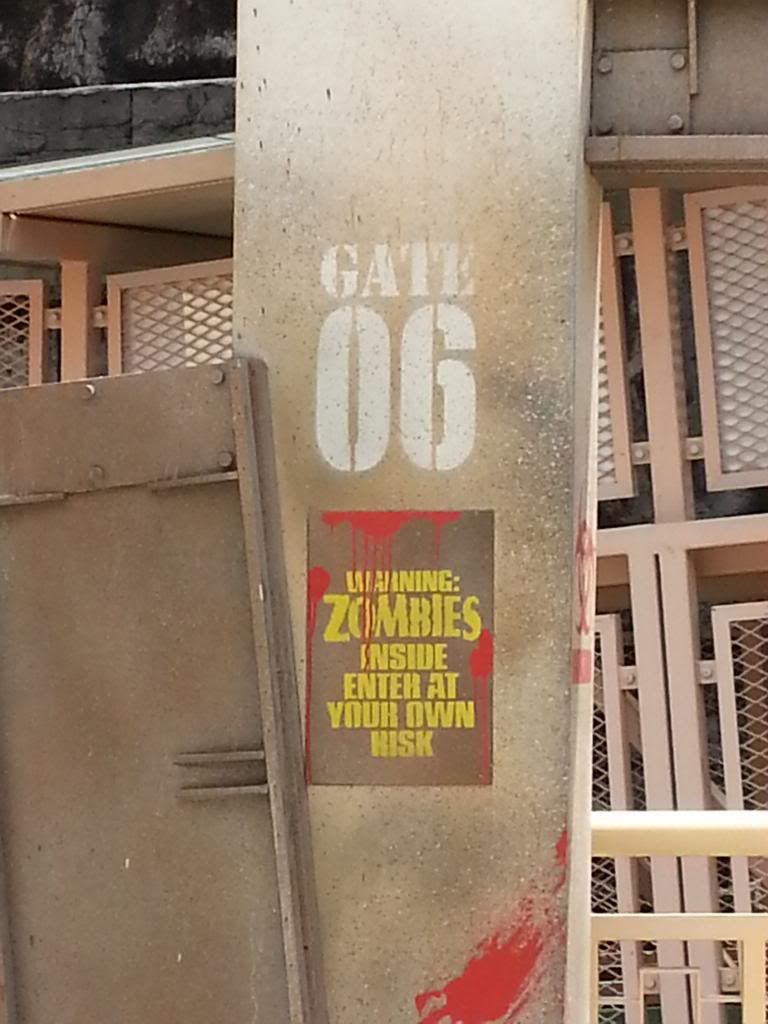 GATE
06
WARNING:
ZOMBIES
INSIDE
ENTER AT
YOUR OWN
RISK